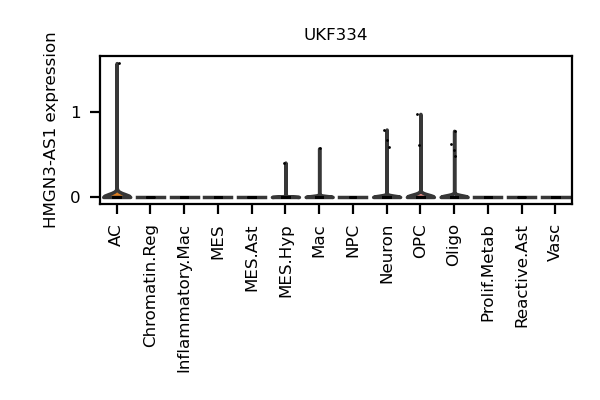 UKF334
HMGN3-AS1 expression
1
0
AC
Chromatin.Reg
Inflammatory.Mac
MES
MES.Ast
MES.Hyp
Mac
NPC
Neuron
OPC
Oligo
Prolif.Metab
Reactive.Ast
Vasc